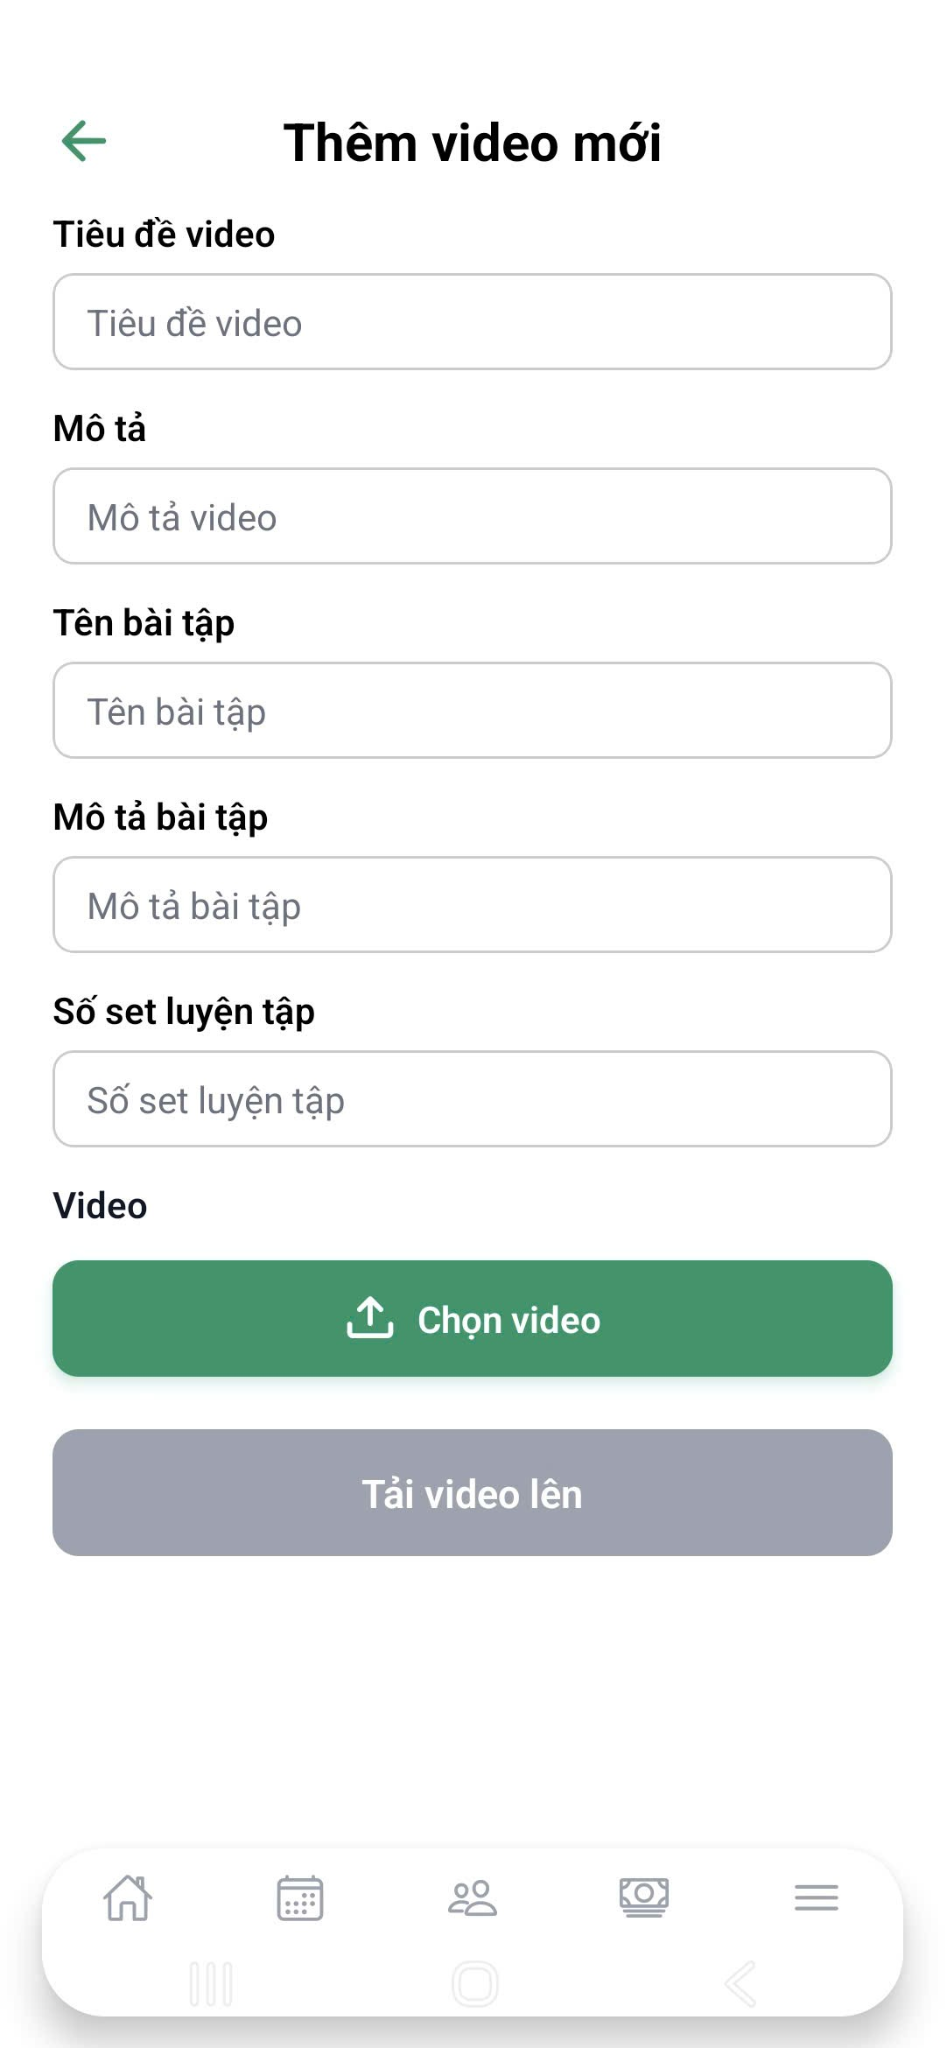 Thêm video mới
Tiêu đề video
Tiêu đề video
Mô tả
Mô tả video
Tên bài tập
Tên bài tập
Mô tả bài tập
Mô tả bài tập
Số set luyện tập
Số set luyện tập
Video
Chọn video
Tải video lên